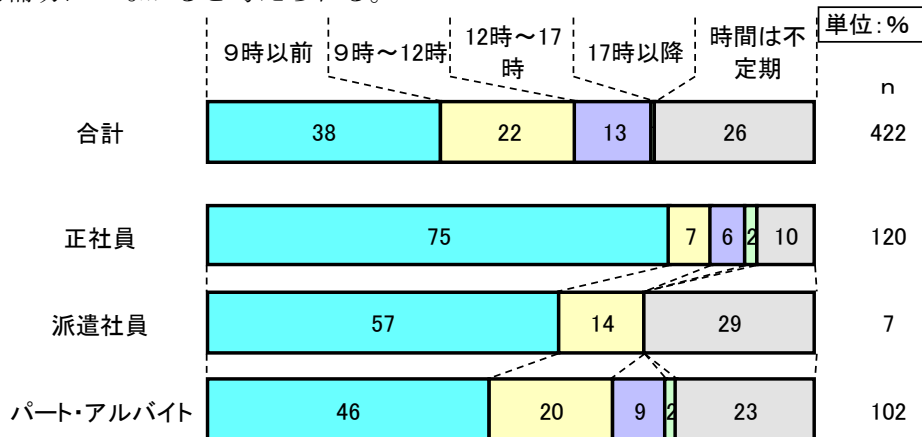 単位:%
9時以前 9時～12時 12時～17時 17時以降 時間は不定期
n
合計 38 22 13 26 422
正社員 75 7 6 2 10 120
派遣社員 57 14 29 7
パート・アルバイト 46 20 9 2 23 102